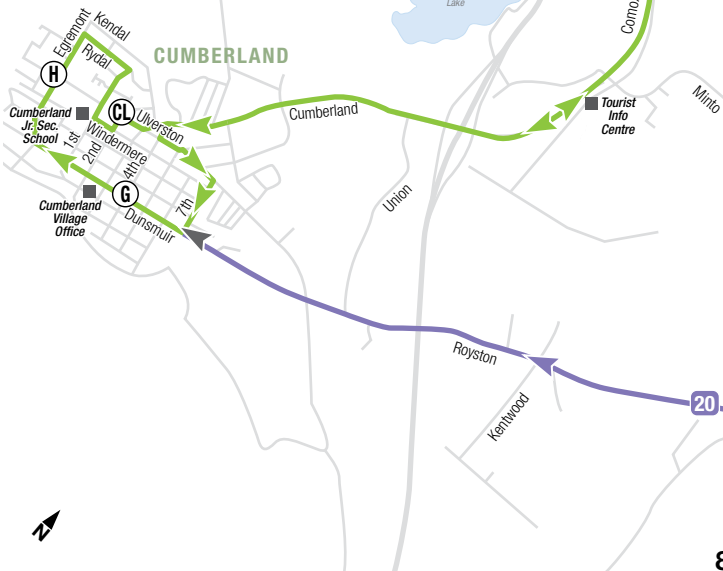 Lake
Como
Kendal
Egremont
Rydal
CUMBERLAND
H
Cumberland
Jr. Sec.
School
CL
Ulverston
Cumberland
Tourist
Info
Centre
Minto
Windermere
1st
2nd
4th
7th
G
Cumberland
Village
Office
Dunsmuir
Union
Royston
20
Kentwood
N
8